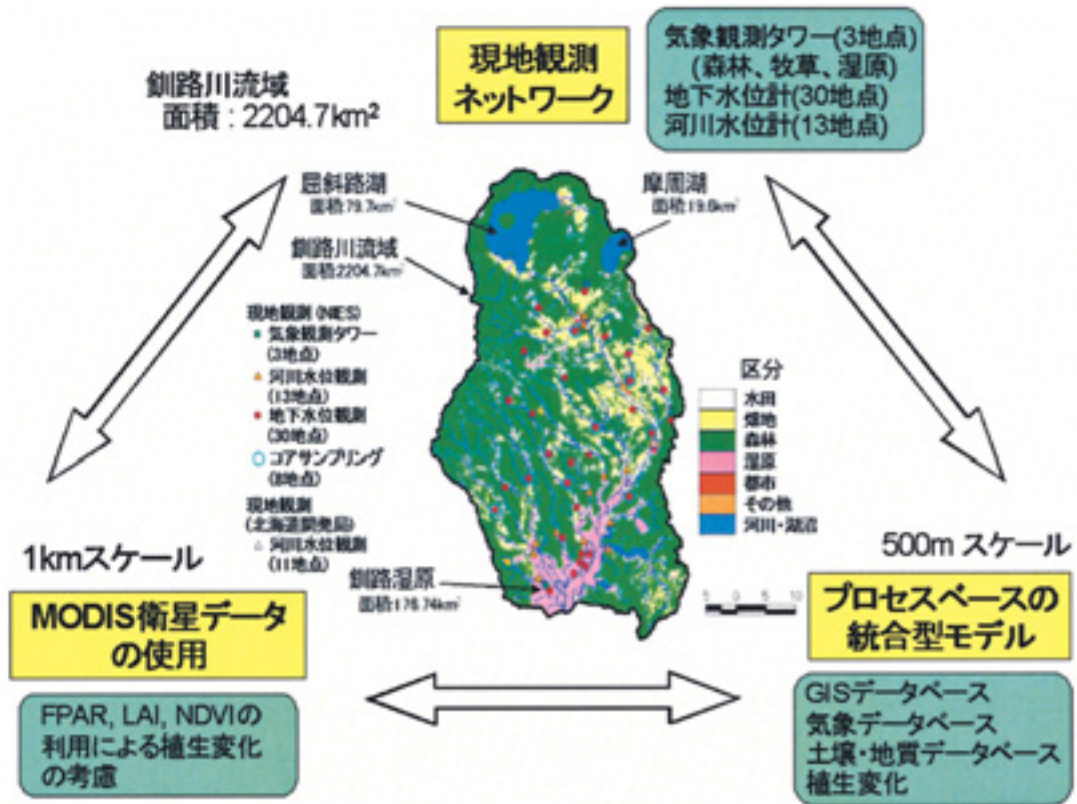 現地観測
ネットワーク
気象観測タワー(3地点)
(森林、牧草、湿原)
地下水位計(30地点)
河川水位計(13地点)
釧路川流域
面積：2204.7km²
屈斜路湖
面積:79.7km²
摩周湖
面積:19.6km²
釧路川流域
面積:2204.7km²
現地観測 (NIES)
気象観測タワー
(3地点)
河川水位観測
(13地点)
地下水位観測
(30地点)
コアサンプリング
(8地点)
現地観測
(北海道開発局)
河川水位観測
(11地点)
釧路湿原
面積:176.74km²
区分
水田
畑地
森林
湿原
都市
その他
河川・湖沼
5 0 5 10
1kmスケール
MODIS衛星データ
の使用
FPAR, LAI, NDVIの
利用による植生変化
の考慮
500m スケール
プロセスベースの
統合型モデル
GISデータベース
気象データベース
土壌・地質データベース
植生変化